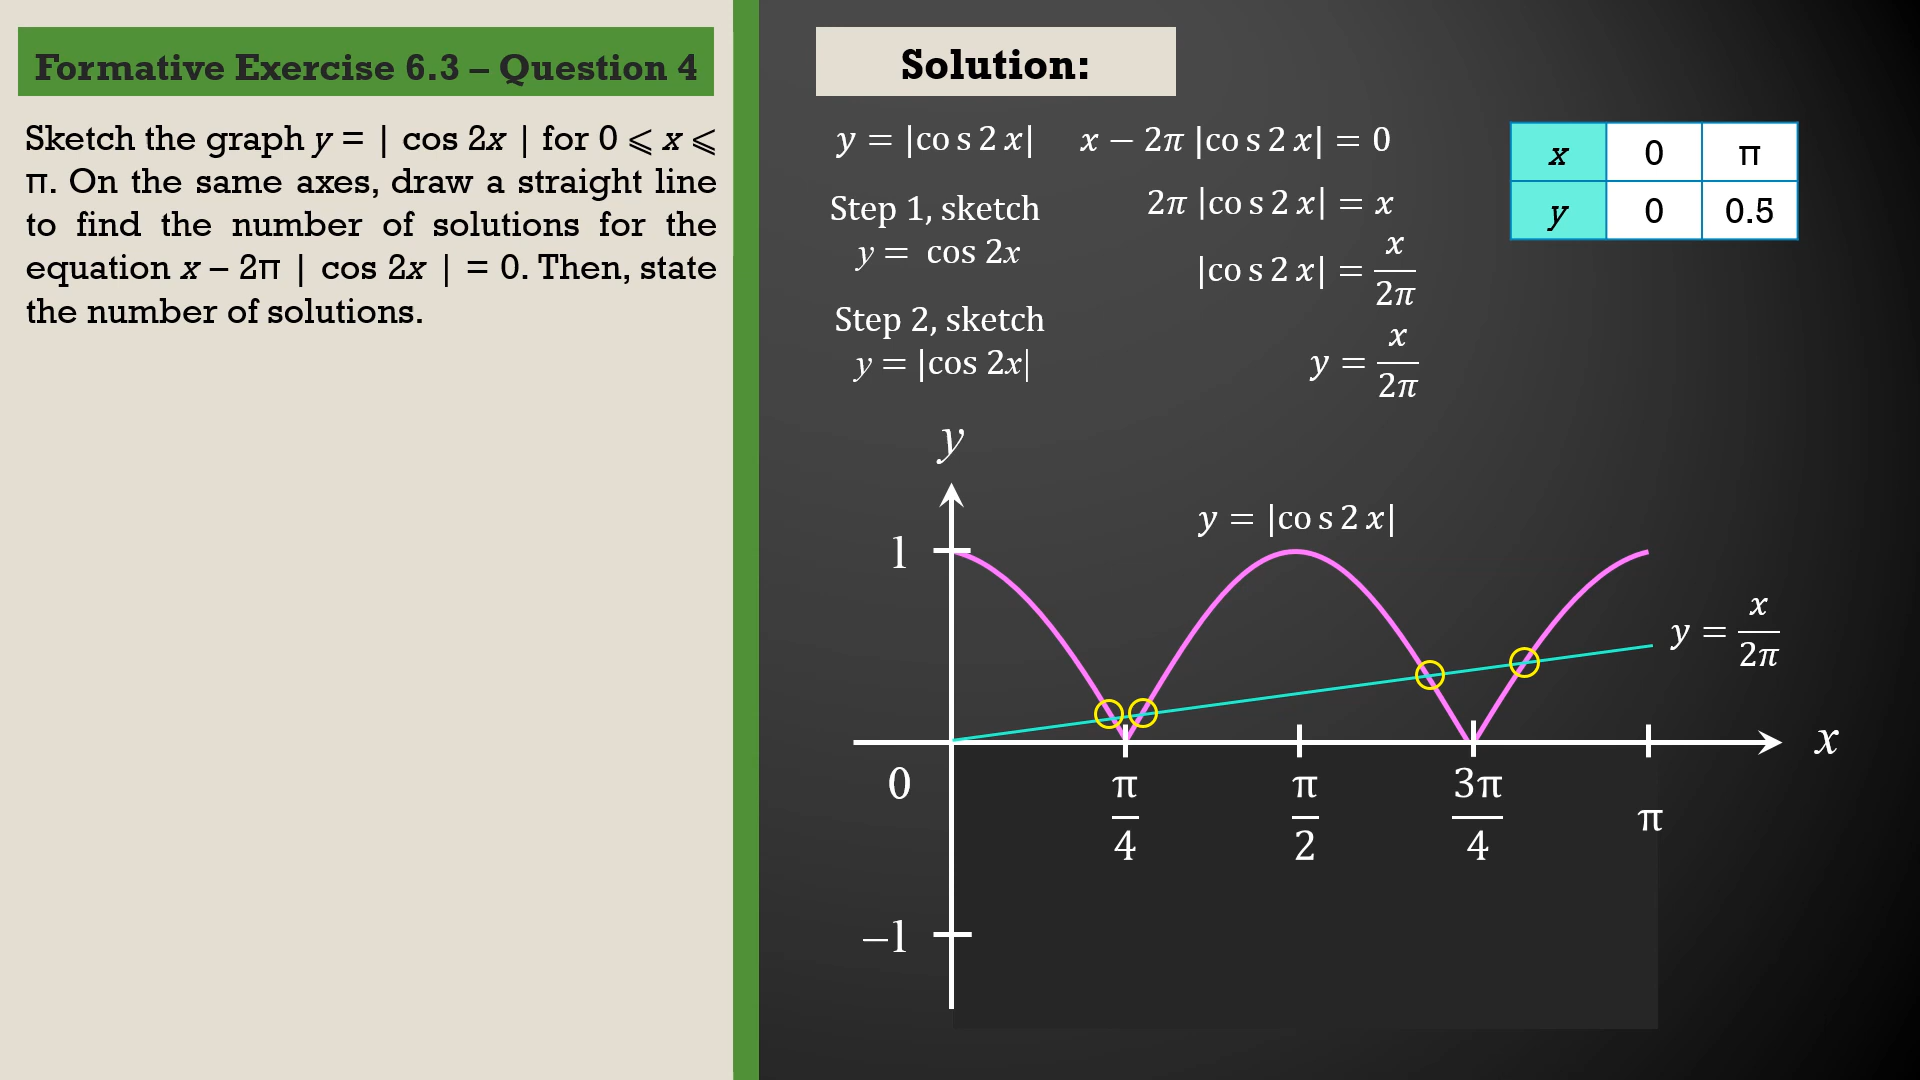 Formative Exercise 6.3 – Question 4
Sketch the graph y = | cos 2x | for 0 ⩽ x ⩽
π. On the same axes, draw a straight line
to find the number of solutions for the
equation x – 2π | cos 2x | = 0. Then, state
the number of solutions.
Solution:
y = |cos 2x|
Step 1, sketch
y = cos 2x
Step 2, sketch
y = |cos 2x|
x − 2π |cos 2x| = 0
2π |cos 2x| = x
|cos 2x| = x/2π
y = x/2π
x 0 π
y 0 0.5
y
y = |cos 2x|
1
y = x/2π
x
0
π/4 π/2 3π/4 π
–1